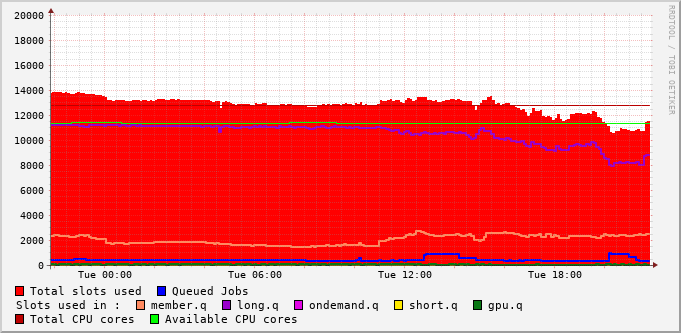 20000
18000
16000
14000
12000
10000
8000
6000
4000
2000
0
Tue 00:00 Tue 06:00 Tue 12:00 Tue 18:00
Total slots used Queued Jobs
Slots used in : member.q long.q ondemand.q short.q gpu.q
Total CPU cores Available CPU cores
RRDTOOL / TOBI OETIKER